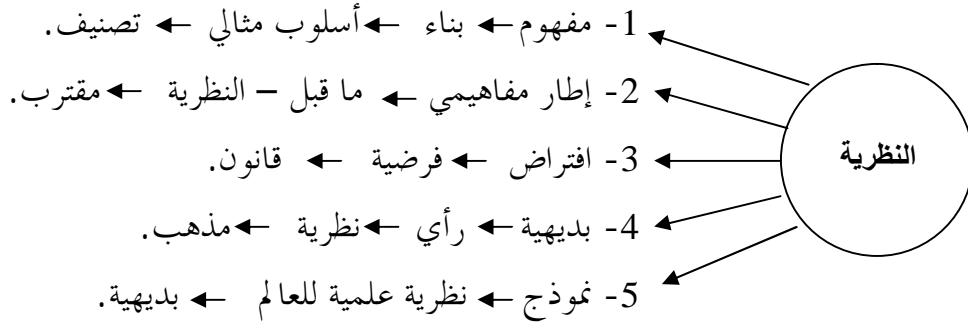 1- مفهوم ← بناء ← أسلوب مثالي ← تصنيف.
2- إطار مفاهيمي ← ما قبل – النظرية ← مقترب.
النظرية
3- افتراض ← فرضية ← قانون.
4- بديهية ← رأي ← نظرية ← مذهب.
5- نموذج ← نظرية علمية للعالم ← بديهية.